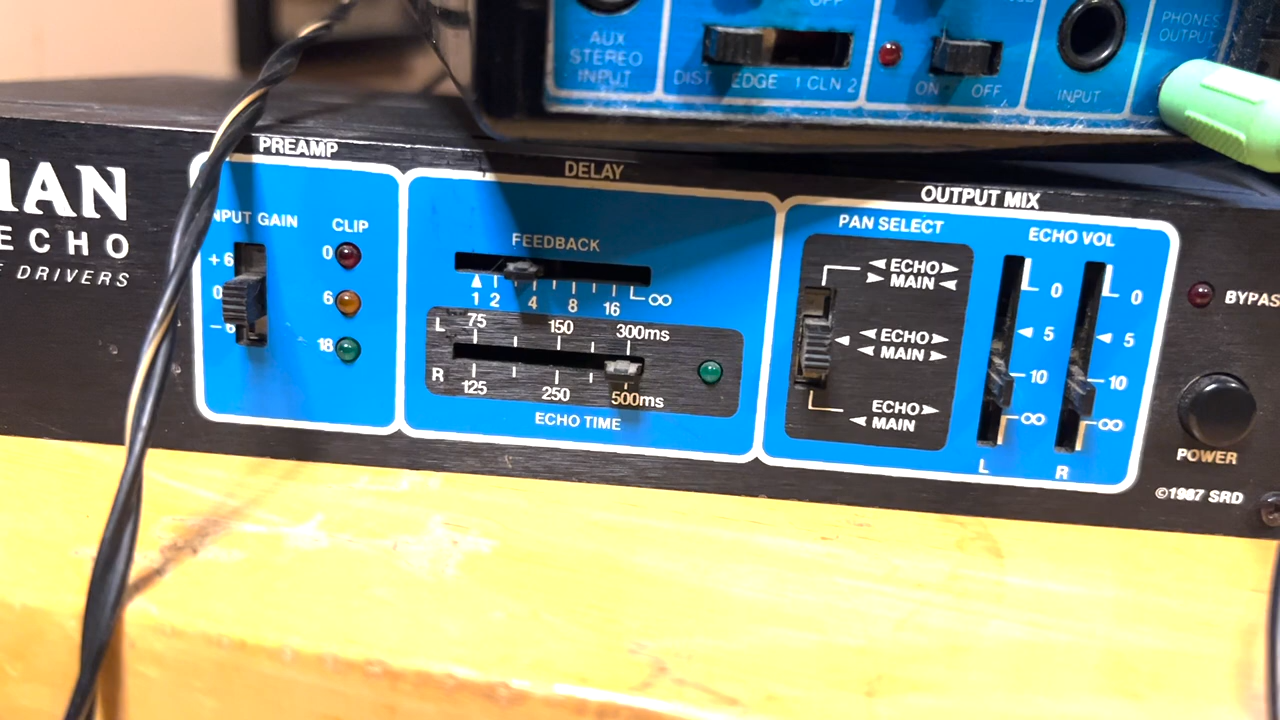 OFF
AUX
STEREO
INPUT
DIST EDGE 1 CLN 2
ON OFF
INPUT
PHONES
OUTPUT
MAN
ECHO
DRIVERS
PREAMP
INPUT GAIN
CLIP
+6
0
-6
0
6
18
DELAY
FEEDBACK
1 2 4 8 16 ∞
L 75 150 300ms
R 125 250 500ms
ECHO TIME
OUTPUT MIX
PAN SELECT
◄ ECHO ►
► MAIN ◄
◄ ECHO ►
◄ MAIN ►
ECHO ►
◄ MAIN
ECHO VOL
0 0
5 5
10 10
∞ ∞
L R
BYPAS
POWER
©1987 SRD